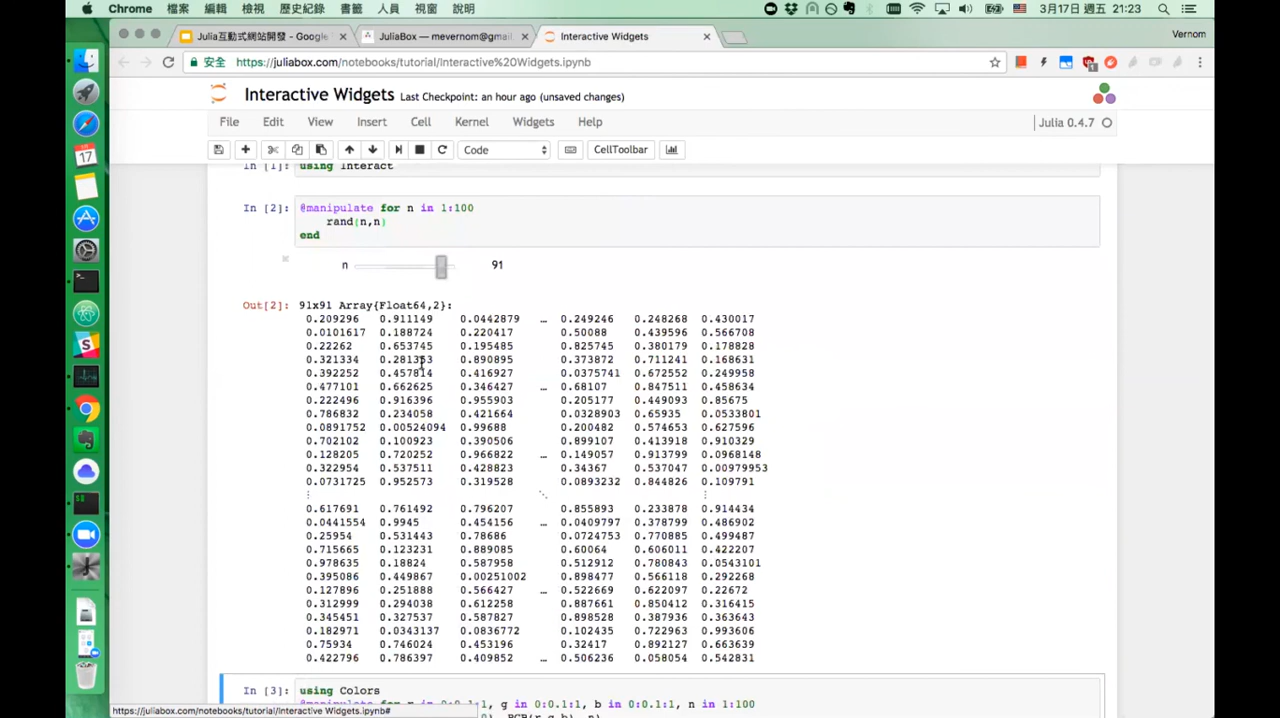 Chrome 檔案 編輯 檢視 歷史紀錄 書籤 人員 視窗 說明 3月17日 週五 21:23
Julia互動式網站開發 - Google JuliaBox — mevernom@gmail Interactive Widgets Vernom
安全 https://juliabox.com/notebooks/tutorial/Interactive%20Widgets.ipynb
Interactive Widgets Last Checkpoint: an hour ago (unsaved changes)
File Edit View Insert Cell Kernel Widgets Help Julia 0.4.7
Code CellToolbar
In [1]: using Interact
In [2]: @manipulate for n in 1:100
rand(n,n)
end
n 91
Out[2]: 91x91 Array{Float64,2}:
0.209296 0.911149 0.0442879 … 0.249246 0.248268 0.430017
0.0101617 0.188724 0.220417 0.50088 0.439596 0.566708
0.22262 0.653745 0.195485 0.825745 0.380179 0.178828
0.321334 0.281353 0.890895 0.373872 0.711241 0.168631
0.392252 0.457814 0.416927 0.0375741 0.672552 0.249958
0.477101 0.662625 0.346427 … 0.68107 0.847511 0.458634
0.222496 0.916396 0.955903 0.205177 0.449093 0.85675
0.786832 0.234058 0.421664 0.0328903 0.65935 0.0533801
0.0891752 0.00524094 0.99688 0.200482 0.574653 0.627596
0.702102 0.100923 0.390506 0.899107 0.413918 0.910329
0.128205 0.720252 0.966822 0.149057 0.913799 0.0968148
0.322954 0.537511 0.428823 … 0.34367 0.537047 0.00979953
0.0731725 0.952573 0.319528 0.0893232 0.844826 0.109791
⋮ ⋱ ⋮
0.617691 0.761492 0.796207 0.855893 0.233878 0.914434
0.0441554 0.9945 0.454156 … 0.0409797 0.378799 0.486902
0.25954 0.531443 0.78686 0.0724753 0.770885 0.499487
0.715665 0.123231 0.88908 0.60064 0.606011 0.422207
0.978635 0.18824 0.587958 0.512912 0.780843 0.0543101
0.395086 0.449867 0.00251002 0.898477 0.566118 0.292268
0.127896 0.251888 0.566427 … 0.522669 0.622097 0.22672
0.312999 0.294038 0.612258 0.887661 0.850412 0.316415
0.345451 0.327537 0.587827 0.898528 0.387936 0.363643
0.182971 0.0343137 0.0836772 0.102435 0.722963 0.993606
0.75934 0.746024 0.453196 0.32417 0.892127 0.663639
0.422796 0.786397 0.409852 … 0.506236 0.058054 0.542831
In [3]: using Colors
@manipulate for r in 0:0.1:1, g in 0:0.1:1, b in 0:0.1:1, n in 1:100
https://juliabox.com/notebooks/tutorial/Interactive Widgets.ipynb#